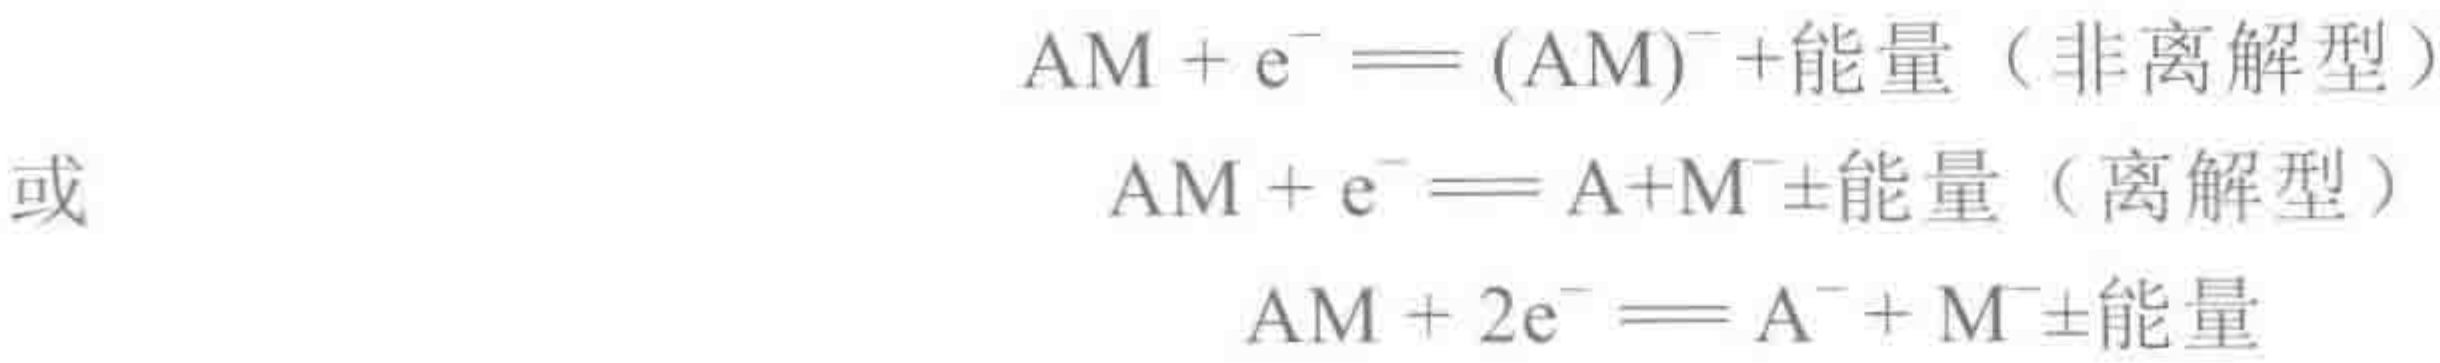 AM + e⁻ == (AM)⁻ +能量（非离解型）
或 AM + e⁻ == A+M⁻±能量（离解型）
AM + 2e⁻ == A⁻ + M⁻±能量